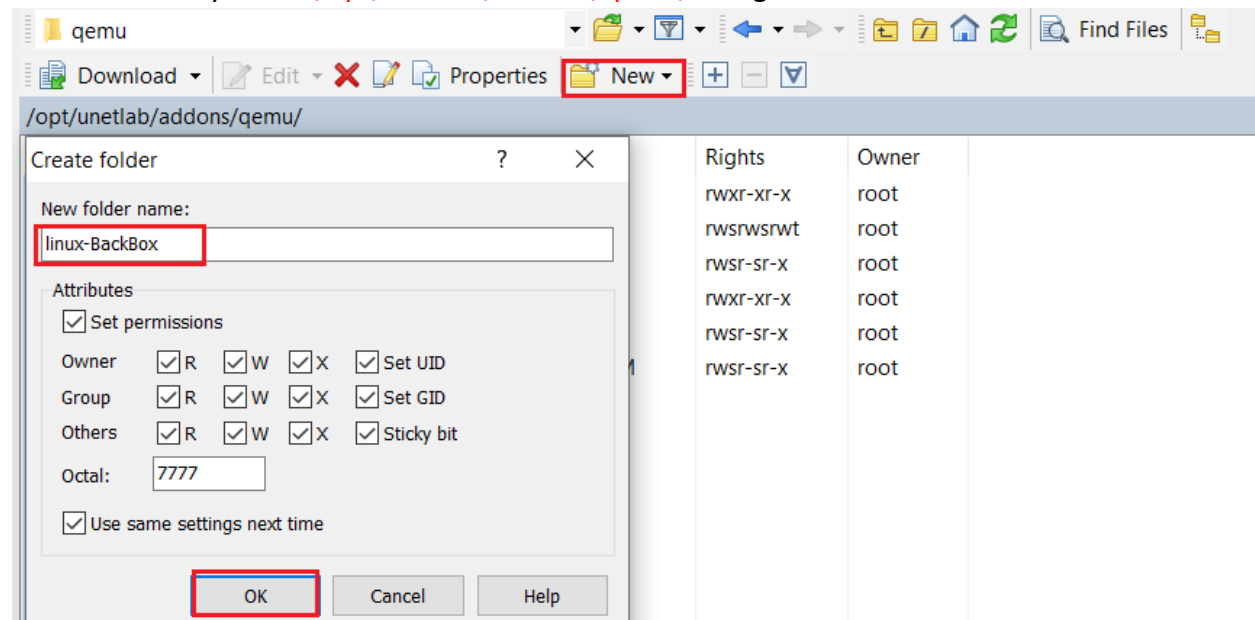 qemu Find Files
Download Edit Properties New
/opt/unetlab/addons/qemu/
Create folder ? Rights Owner
New folder name: rwxr-xr-x root
linux-BackBox rwsrwsrwt root
rwsr-sr-x root
Attributes rwxr-xr-x root
Set permissions rwsr-sr-x root
Owner R W X Set UID rwsr-sr-x root
Group R W X Set GID
Others R W X Sticky bit
Octal: 7777
Use same settings next time
OK Cancel Help